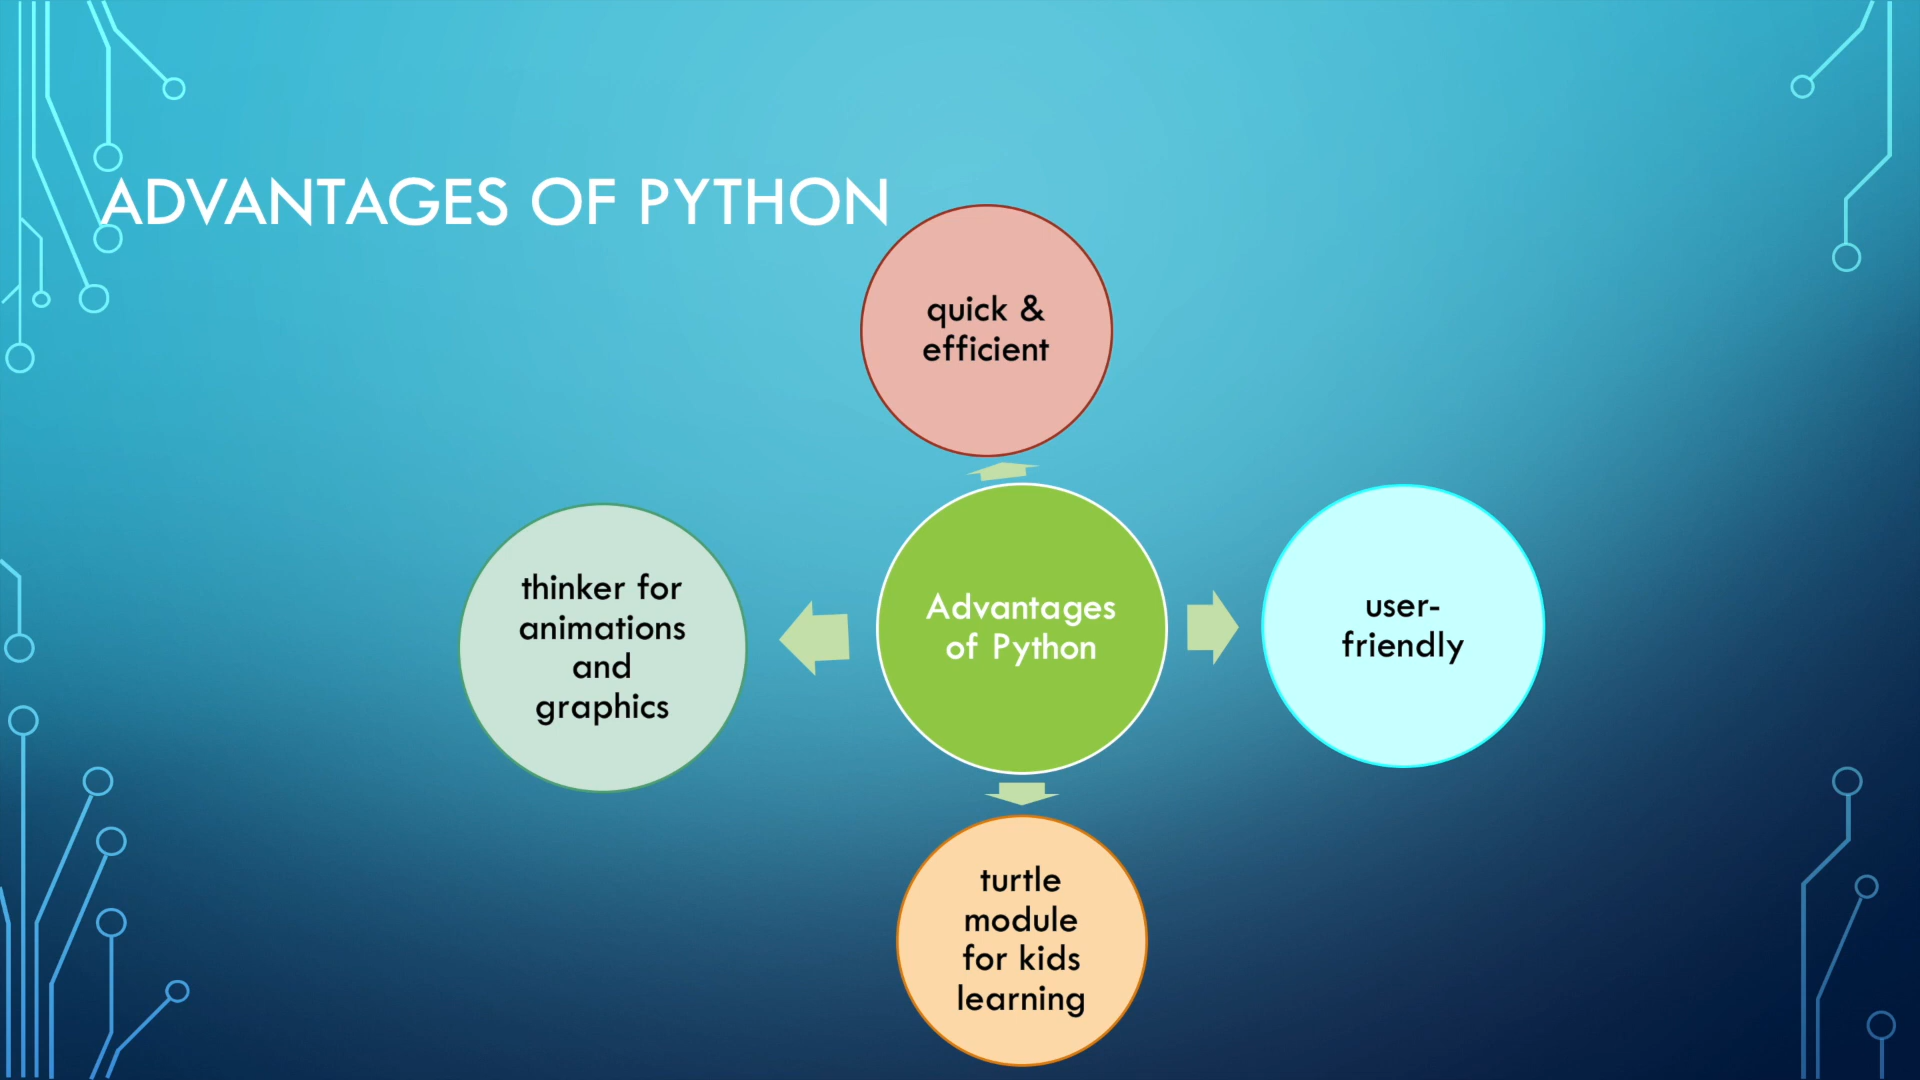 ADVANTAGES OF PYTHON
quick &
efficient
thinker for
animations
and
graphics
Advantages
of Python
user-
friendly
turtle
module
for kids
learning